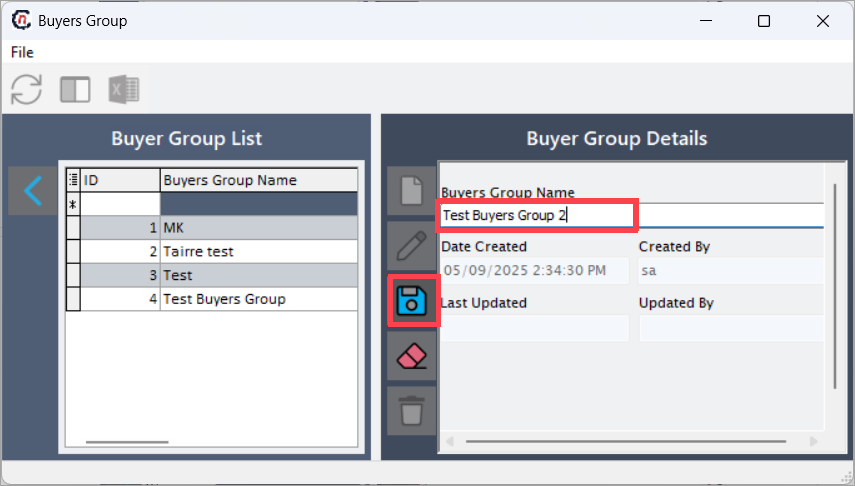 Buyers Group
File
Buyer Group List
ID Buyers Group Name
1 MK
2 Tairre test
3 Test
4 Test Buyers Group
Buyer Group Details
Buyers Group Name
Test Buyers Group 2
Date Created Created By
05/09/2025 2:34:30 PM sa
Last Updated Updated By